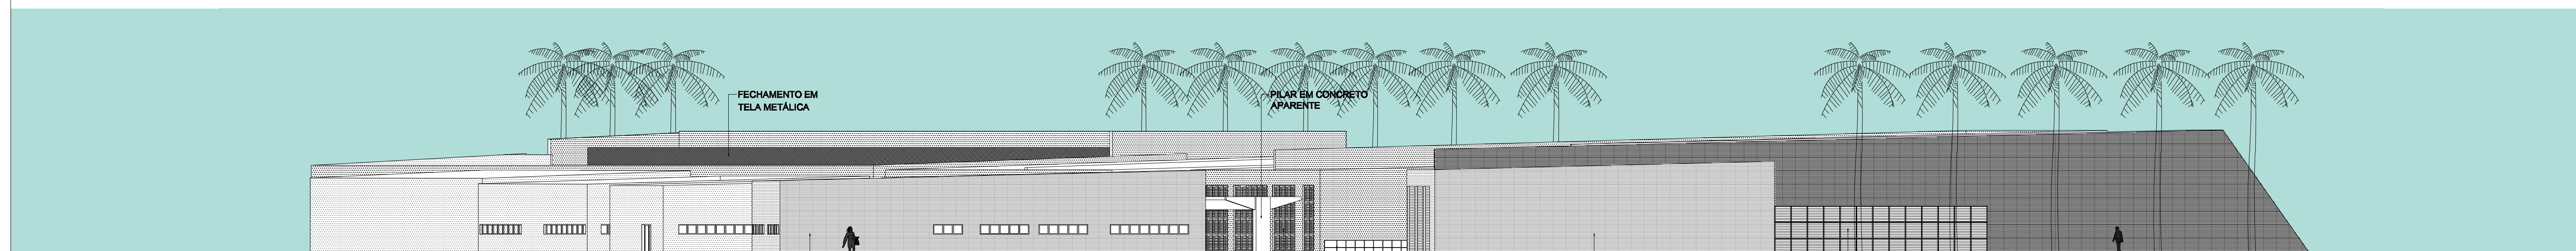 FECHAMENTO EM
TELA METÁLICA
PILAR EM CONCRETO
APARENTE